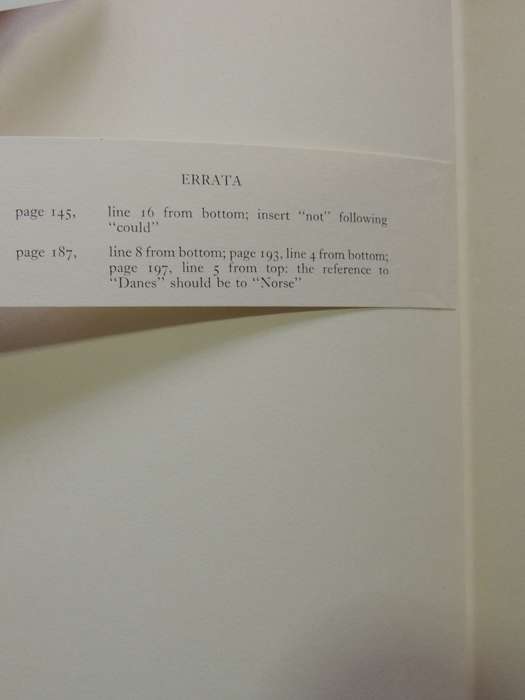 ERRATA
page 145, line 16 from bottom; insert “not” following
“could”
page 187, line 8 from bottom; page 193, line 4 from bottom;
page 197, line 5 from top: the reference to
“Danes” should be to “Norse”